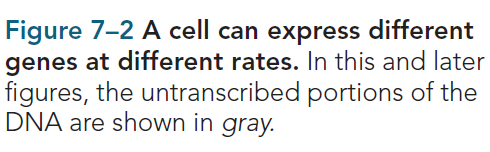 Figure 7–2 A cell can express different
genes at different rates. In this and later
figures, the untranscribed portions of the
DNA are shown in gray.